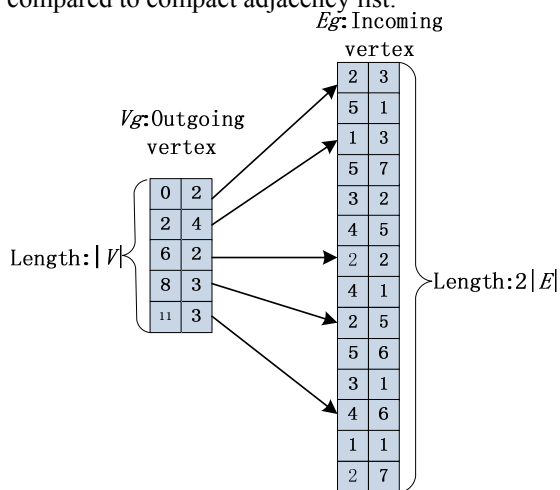 compared to compact adjacency list.
Eg:Incoming
vertex
Vg:Outgoing
vertex
Length:|V|
0 2
2 4
6 2
8 3
11 3
2 3
5 1
1 3
5 7
3 2
4 5
2 2
4 1
2 5
5 6
3 1
4 6
1 1
2 7
Length:2|E|